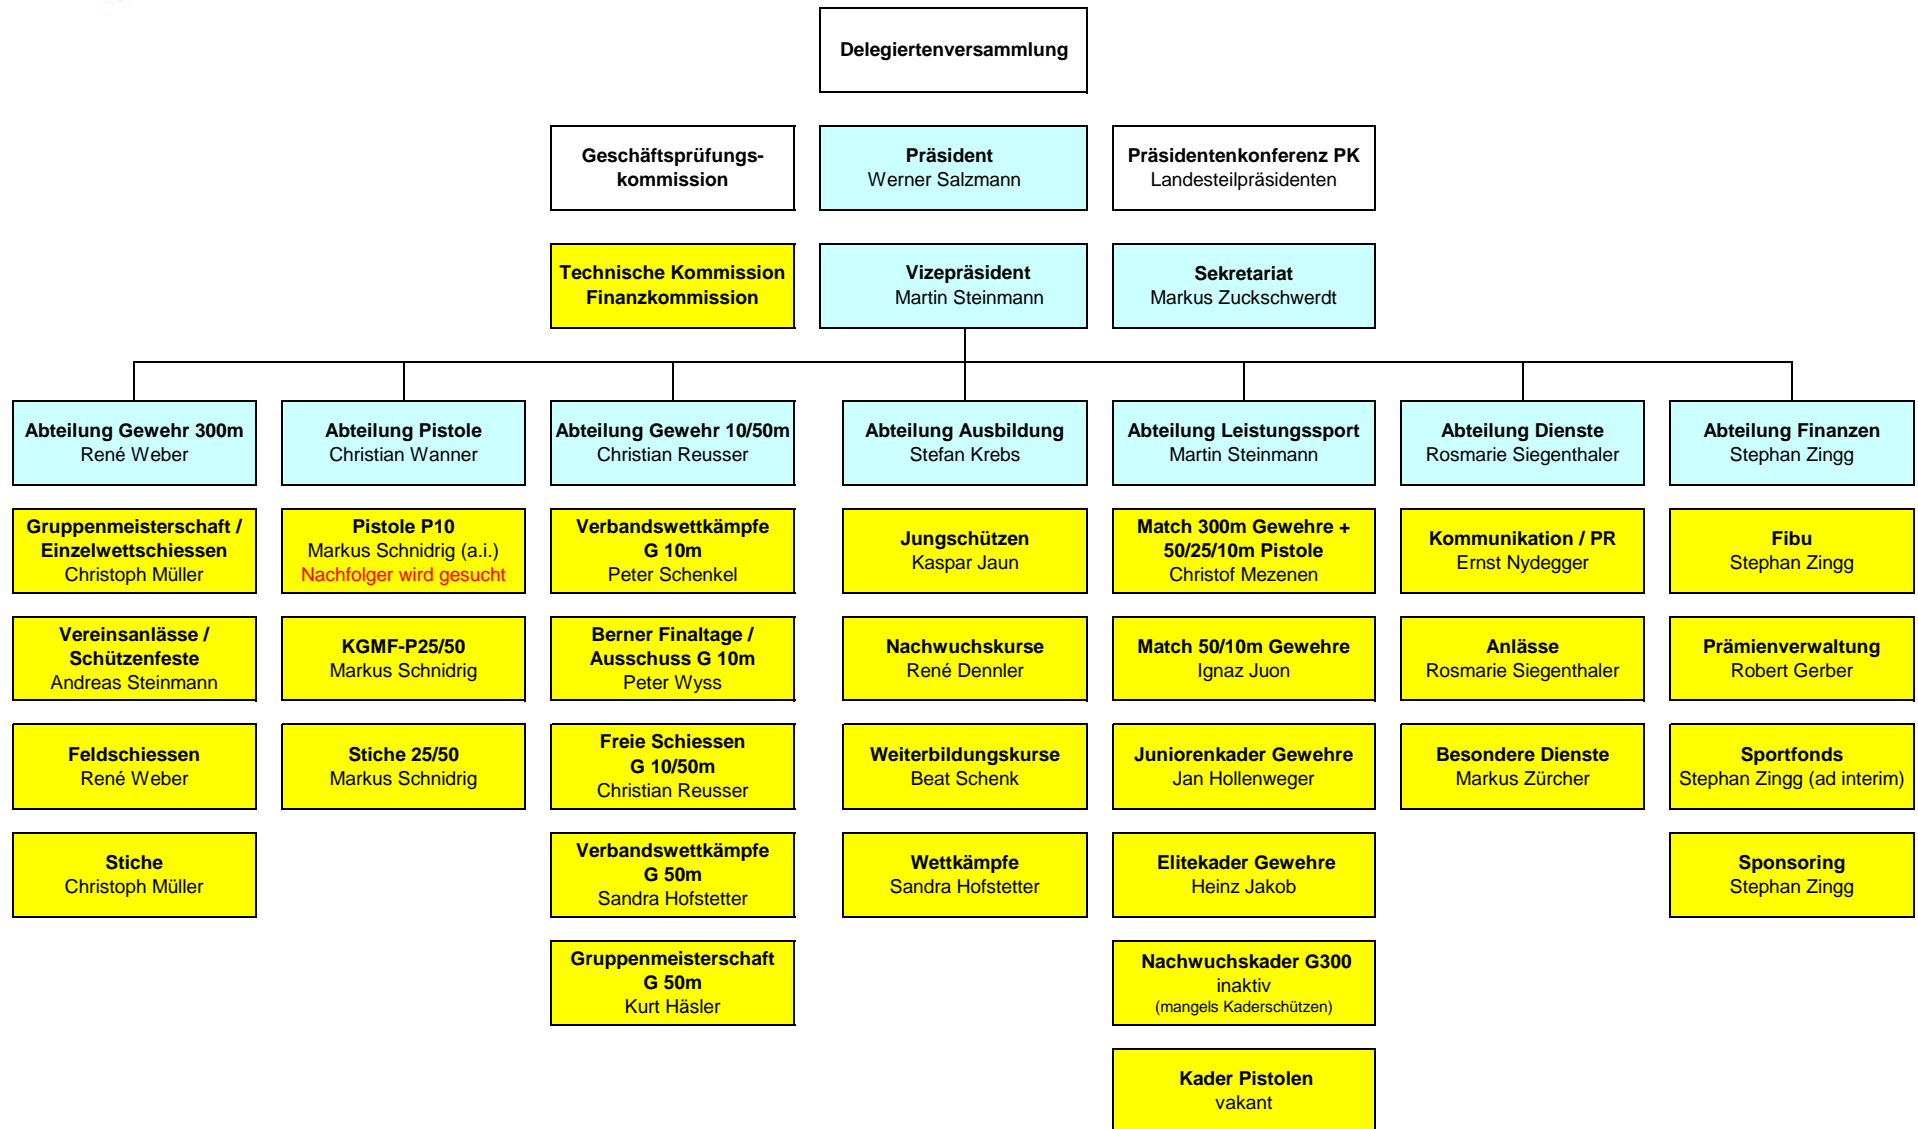 Delegiertenversammlung
Geschäftsprüfungs-
kommission
Präsident
Werner Salzmann
Präsidentenkonferenz PK
Landesteilpräsidenten
Technische Kommission
Finanzkommission
Vizepräsident
Martin Steinmann
Sekretariat
Markus Zuckschwerdt
Abteilung Gewehr 300m
René Weber
Abteilung Pistole
Christian Wanner
Abteilung Gewehr 10/50m
Christian Reusser
Abteilung Ausbildung
Stefan Krebs
Abteilung Leistungssport
Martin Steinmann
Abteilung Dienste
Rosmarie Siegenthaler
Abteilung Finanzen
Stephan Zingg
Gruppenmeisterschaft /
Einzelwettschiessen
Christoph Müller
Pistole P10
Markus Schnidrig (a.i.)
Nachfolger wird gesucht
Verbandswettkämpfe
G 10m
Peter Schenkel
Jungschützen
Kaspar Jaun
Match 300m Gewehre +
50/25/10m Pistole
Christof Mezenen
Kommunikation / PR
Ernst Nydegger
Fibu
Stephan Zingg
Vereinsanlässe /
Schützenfeste
Andreas Steinmann
KGMF-P25/50
Markus Schnidrig
Berner Finaltage /
Ausschuss G 10m
Peter Wyss
Nachwuchskurse
René Dennler
Match 50/10m Gewehre
Ignaz Juon
Anlässe
Rosmarie Siegenthaler
Prämienverwaltung
Robert Gerber
Feldschiessen
René Weber
Stiche 25/50
Markus Schnidrig
Freie Schiessen
G 10/50m
Christian Reusser
Weiterbildungskurse
Beat Schenk
Juniorenkader Gewehre
Jan Hollenweger
Besondere Dienste
Markus Zürcher
Sportfonds
Stephan Zingg (ad interim)
Stiche
Christoph Müller
Verbandswettkämpfe
G 50m
Sandra Hofstetter
Wettkämpfe
Sandra Hofstetter
Elitekader Gewehre
Heinz Jakob
Sponsoring
Stephan Zingg
Gruppenmeisterschaft
G 50m
Kurt Häsler
Nachwuchskader G300
inaktiv
(mangels Kaderschützen)
Kader Pistolen
vakant